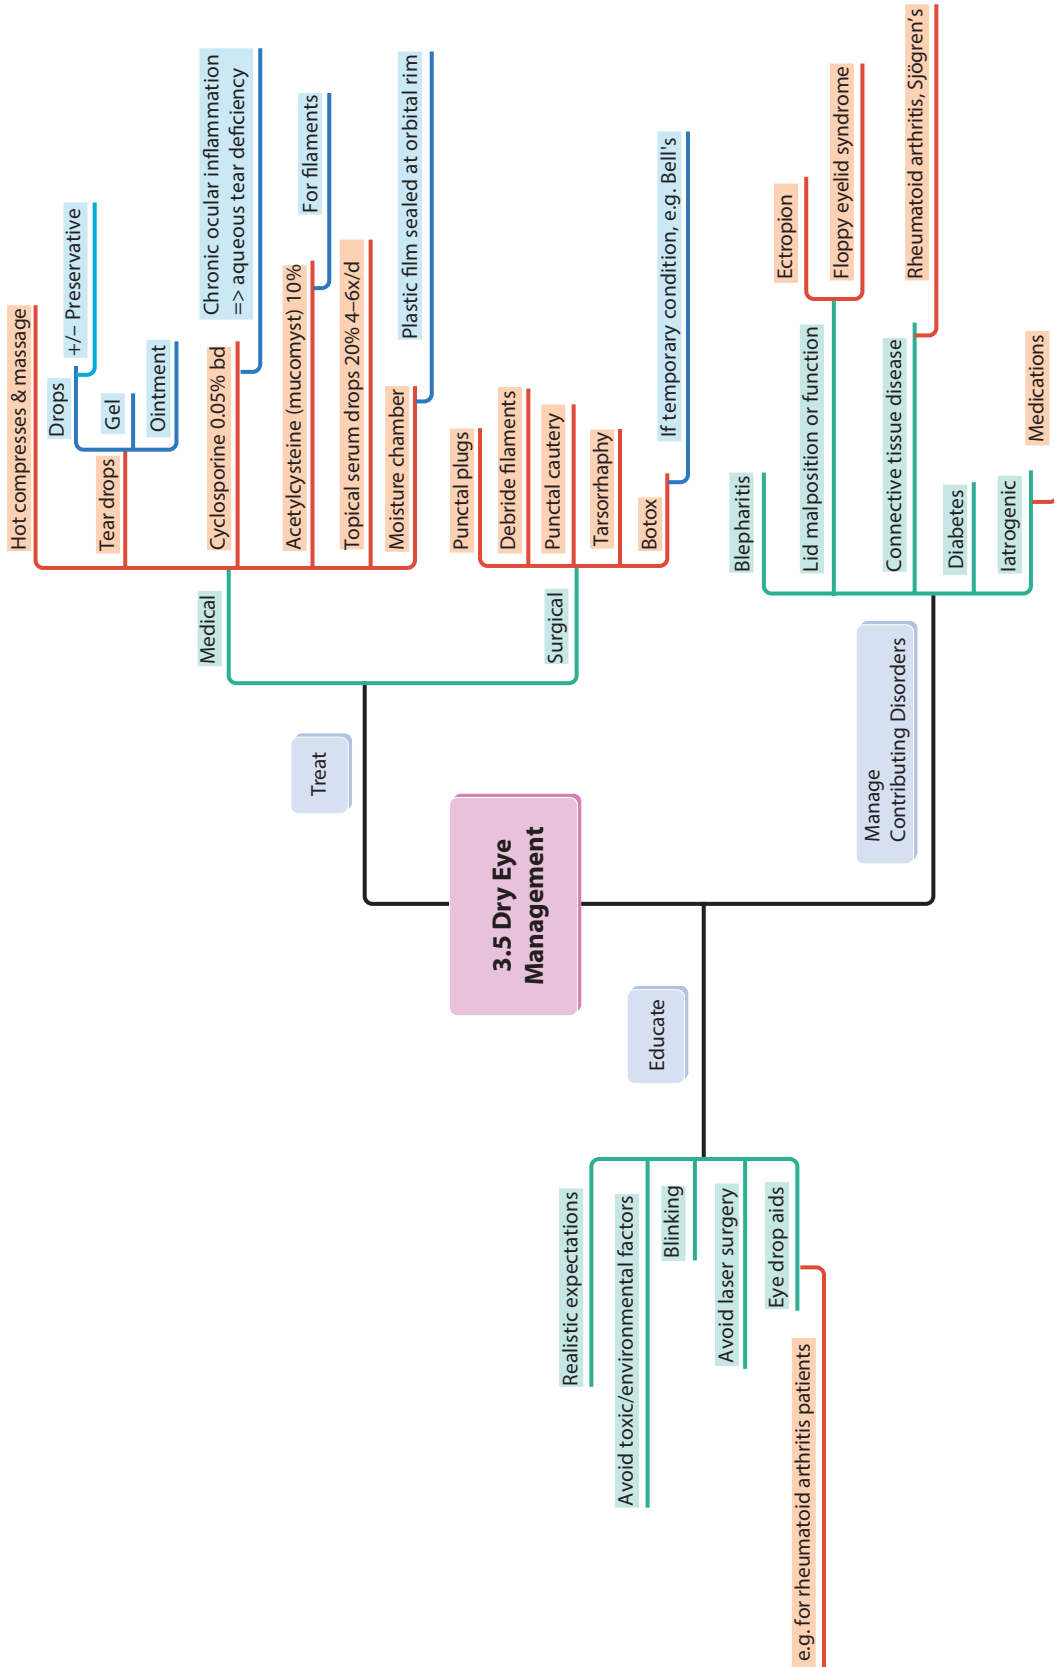 3.5 Dry Eye
Management
Treat
Medical
Hot compresses & massage
Tear drops
Drops
+/− Preservative
Gel
Ointment
Cyclosporine 0.05% bd
Chronic ocular inflammation
=> aqueous tear deficiency
Acetylcysteine (mucomyst) 10%
For filaments
Topical serum drops 20% 4–6x/d
Moisture chamber
Plastic film sealed at orbital rim
Surgical
Punctal plugs
Debride filaments
Punctal cautery
Tarsorrhaphy
Botox
If temporary condition, e.g. Bell's
Educate
Realistic expectations
Avoid toxic/environmental factors
Blinking
Avoid laser surgery
Eye drop aids
e.g. for rheumatoid arthritis patients
Manage
Contributing Disorders
Blepharitis
Lid malposition or function
Ectropion
Floppy eyelid syndrome
Connective tissue disease
Rheumatoid arthritis, Sjögren's
Diabetes
Iatrogenic
Medications